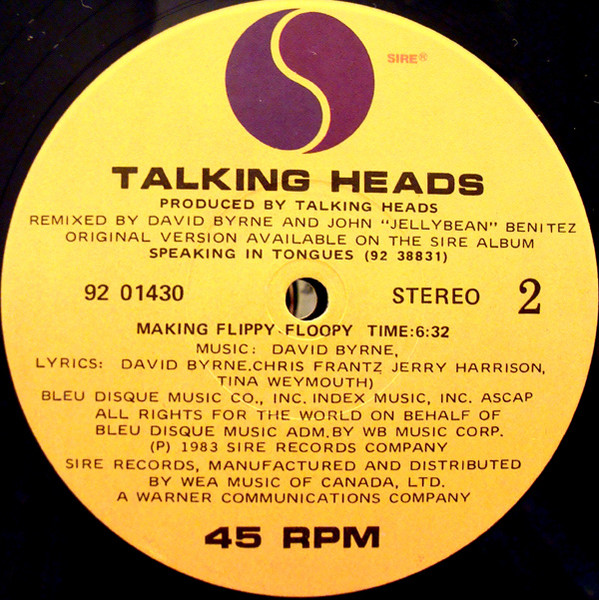 SIRE®
TALKING HEADS
PRODUCED BY TALKING HEADS
REMIXED BY DAVID BYRNE AND JOHN "JELLYBEAN" BENITEZ
ORIGINAL VERSION AVAILABLE ON THE SIRE ALBUM
SPEAKING IN TONGUES (92 38831)
92 01430 STEREO 2
MAKING FLIPPY FLOOPY TIME:6:32
MUSIC: DAVID BYRNE,
LYRICS: DAVID BYRNE.CHRIS FRANTZ JERRY HARRISON,
TINA WEYMOUTH)
BLEU DISQUE MUSIC CO., INC. INDEX MUSIC, INC. ASCAP
ALL RIGHTS FOR THE WORLD ON BEHALF OF
BLEU DISQUE MUSIC ADM.BY WB MUSIC CORP.
(P) 1983 SIRE RECORDS COMPANY
SIRE RECORDS, MANUFACTURED AND DISTRIBUTED
BY WEA MUSIC OF CANADA, LTD.
A WARNER COMMUNICATIONS COMPANY
45 RPM